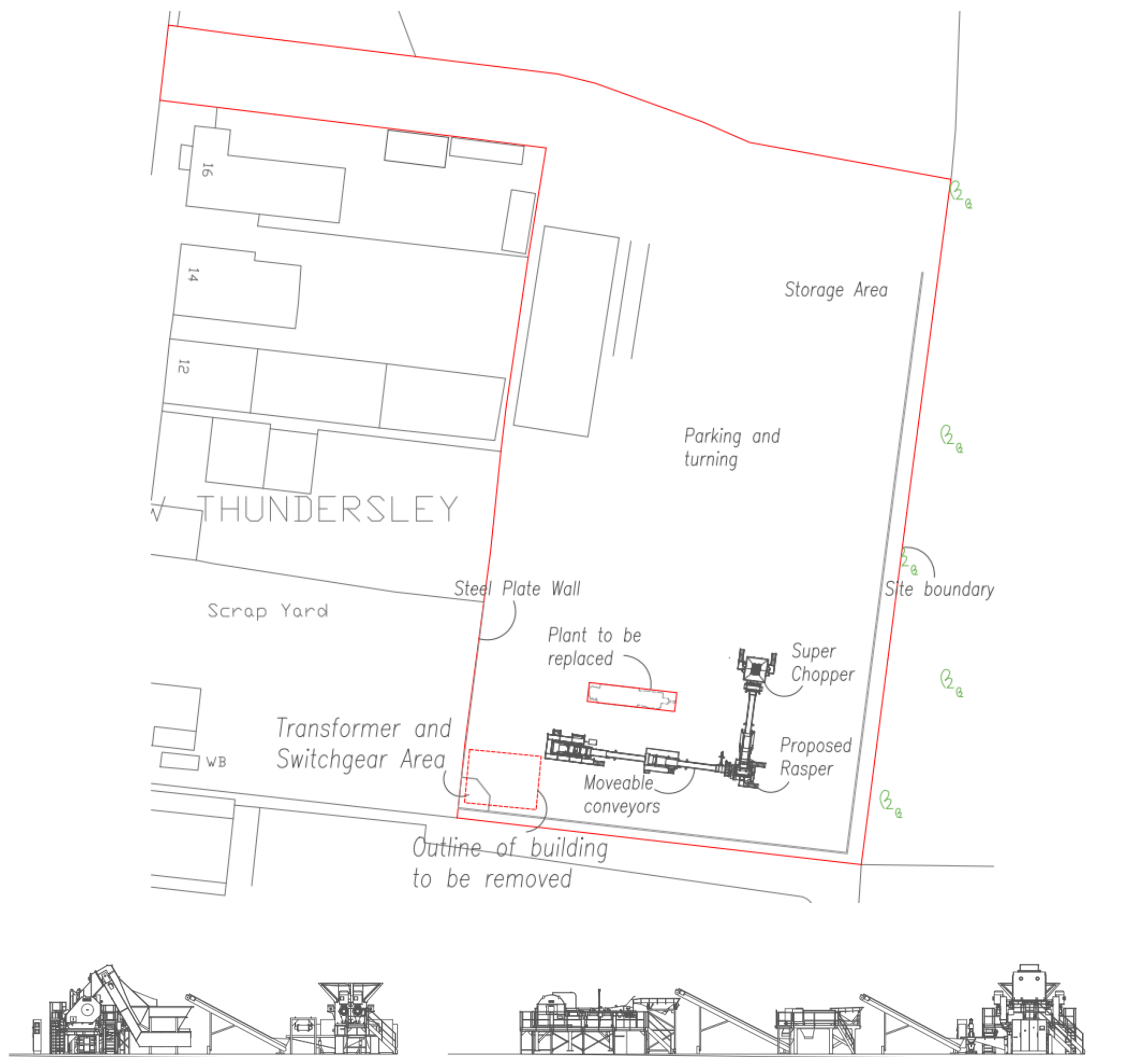 16
14
Storage Area
12
Parking and
turning
THUNDERSLEY
Steel Plate Wall
Site boundary
Scrap Yard
Plant to be
replaced
Super
Chopper
Transformer and
Switchgear Area
WB
Proposed
Rasper
Moveable
conveyors
Outline of building
to be removed